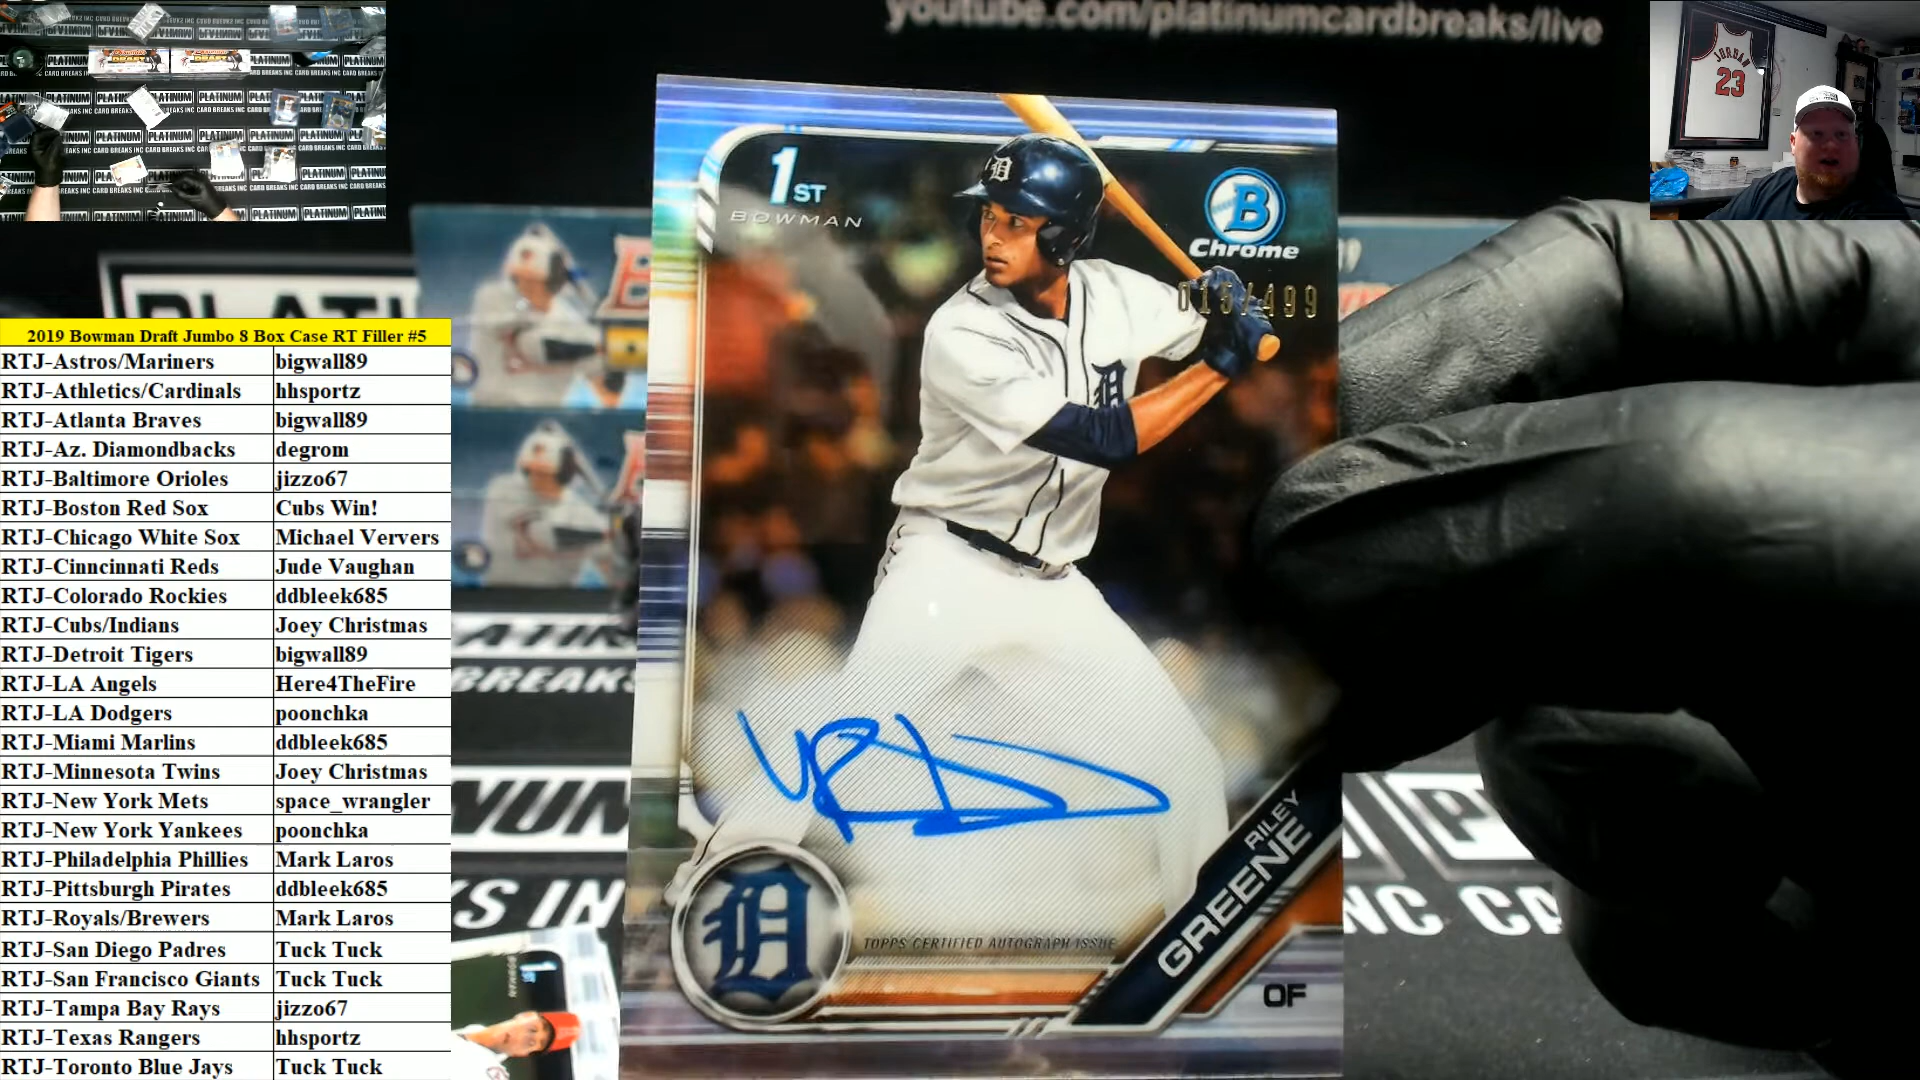 youtube.com/platinumcardbreaks/live
JORDAN
23
1ST
BOWMAN
B
Chrome
015/499
2019 Bowman Draft Jumbo 8 Box Case RT Filler #5
RTJ-Astros/Mariners bigwall89
RTJ-Athletics/Cardinals hhsportz
RTJ-Atlanta Braves bigwall89
RTJ-Az. Diamondbacks degrom
RTJ-Baltimore Orioles jizzo67
RTJ-Boston Red Sox Cubs Win!
RTJ-Chicago White Sox Michael Ververs
RTJ-Cinncinnati Reds Jude Vaughan
RTJ-Colorado Rockies ddbleek685
RTJ-Cubs/Indians Joey Christmas
RTJ-Detroit Tigers bigwall89
RTJ-LA Angels Here4TheFire
RTJ-LA Dodgers poonchka
RTJ-Miami Marlins ddbleek685
RTJ-Minnesota Twins Joey Christmas
RTJ-New York Mets space_wrangler
RTJ-New York Yankees poonchka
RTJ-Philadelphia Phillies Mark Laros
RTJ-Pittsburgh Pirates ddbleek685
RTJ-Royals/Brewers Mark Laros
RTJ-San Diego Padres Tuck Tuck
RTJ-San Francisco Giants Tuck Tuck
RTJ-Tampa Bay Rays jizzo67
RTJ-Texas Rangers hhsportz
RTJ-Toronto Blue Jays Tuck Tuck
RILEY
GREENE
TOPPS CERTIFIED AUTOGRAPH ISSUE
D
OF